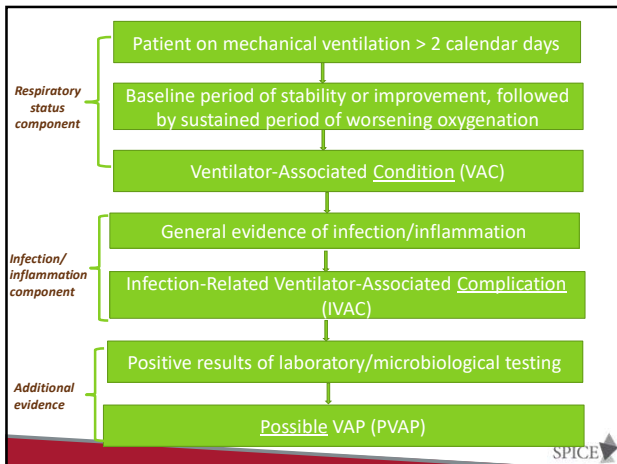 Patient on mechanical ventilation > 2 calendar days
Respiratory
status
component
Baseline period of stability or improvement, followed
by sustained period of worsening oxygenation
Ventilator-Associated Condition (VAC)
General evidence of infection/inflammation
Infection/
inflammation
component
Infection-Related Ventilator-Associated Complication
(IVAC)
Positive results of laboratory/microbiological testing
Additional
evidence
Possible VAP (PVAP)
SPICE